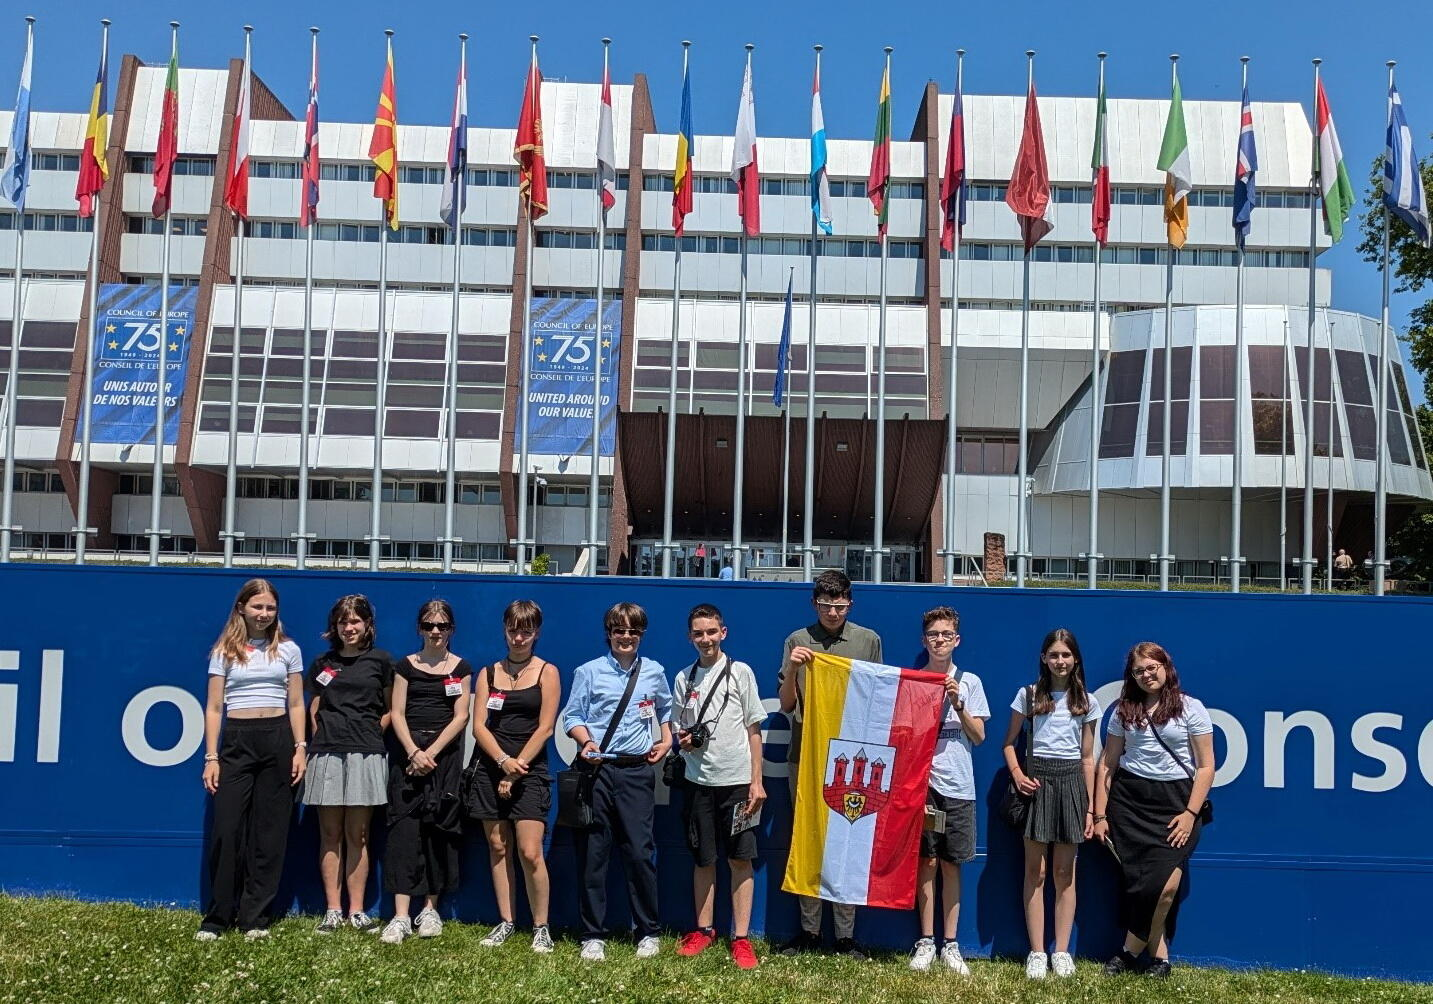 COUNCIL OF EUROPE
75
1949 - 2024
CONSEIL DE L'EUROPE
UNIS AUTOUR
DE NOS VALEURS
COUNCIL OF EUROPE
75
1949 - 2024
CONSEIL DE L'EUROPE
UNITED AROUND
OUR VALUES
il o Conse